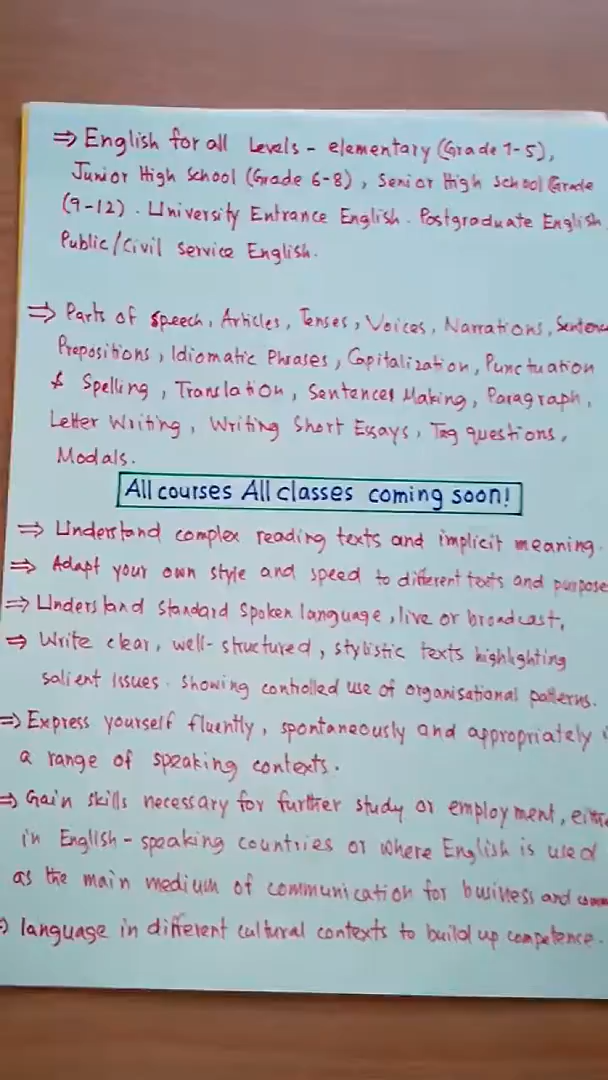 ⇒ English for all Levels - elementary (Grade 1-5),
Junior High School (Grade 6-8), Senior High School Grade
(9-12). University Entrance English. Postgraduate English
Public/Civil service English.
⇒ Parts of speech, Articles, Tenses, Voices, Narrations, Sentence
Prepositions, Idiomatic Phrases, Capitalization, Punctuation
& Spelling, Translation, Sentences Making, Paragraph,
Letter Writing, Writing Short Essays, Tag questions,
Modals.
All courses All classes coming soon!
⇒ Understand complex reading texts and implicit meaning.
⇒ Adapt your own style and speed to different texts and purpose
⇒ Understand standard spoken language, live or broadcast,
⇒ Write clear, well-structured, stylistic texts highlighting
salient issues. showing controlled use of organisational patterns.
⇒ Express yourself fluently, spontaneously and appropriately
a range of speaking contexts.
⇒ Gain skills necessary for further study or employment,
in English-speaking countries or where English is used
as the main medium of communication for business and
⇒ language in different cultural contexts to build up competence.